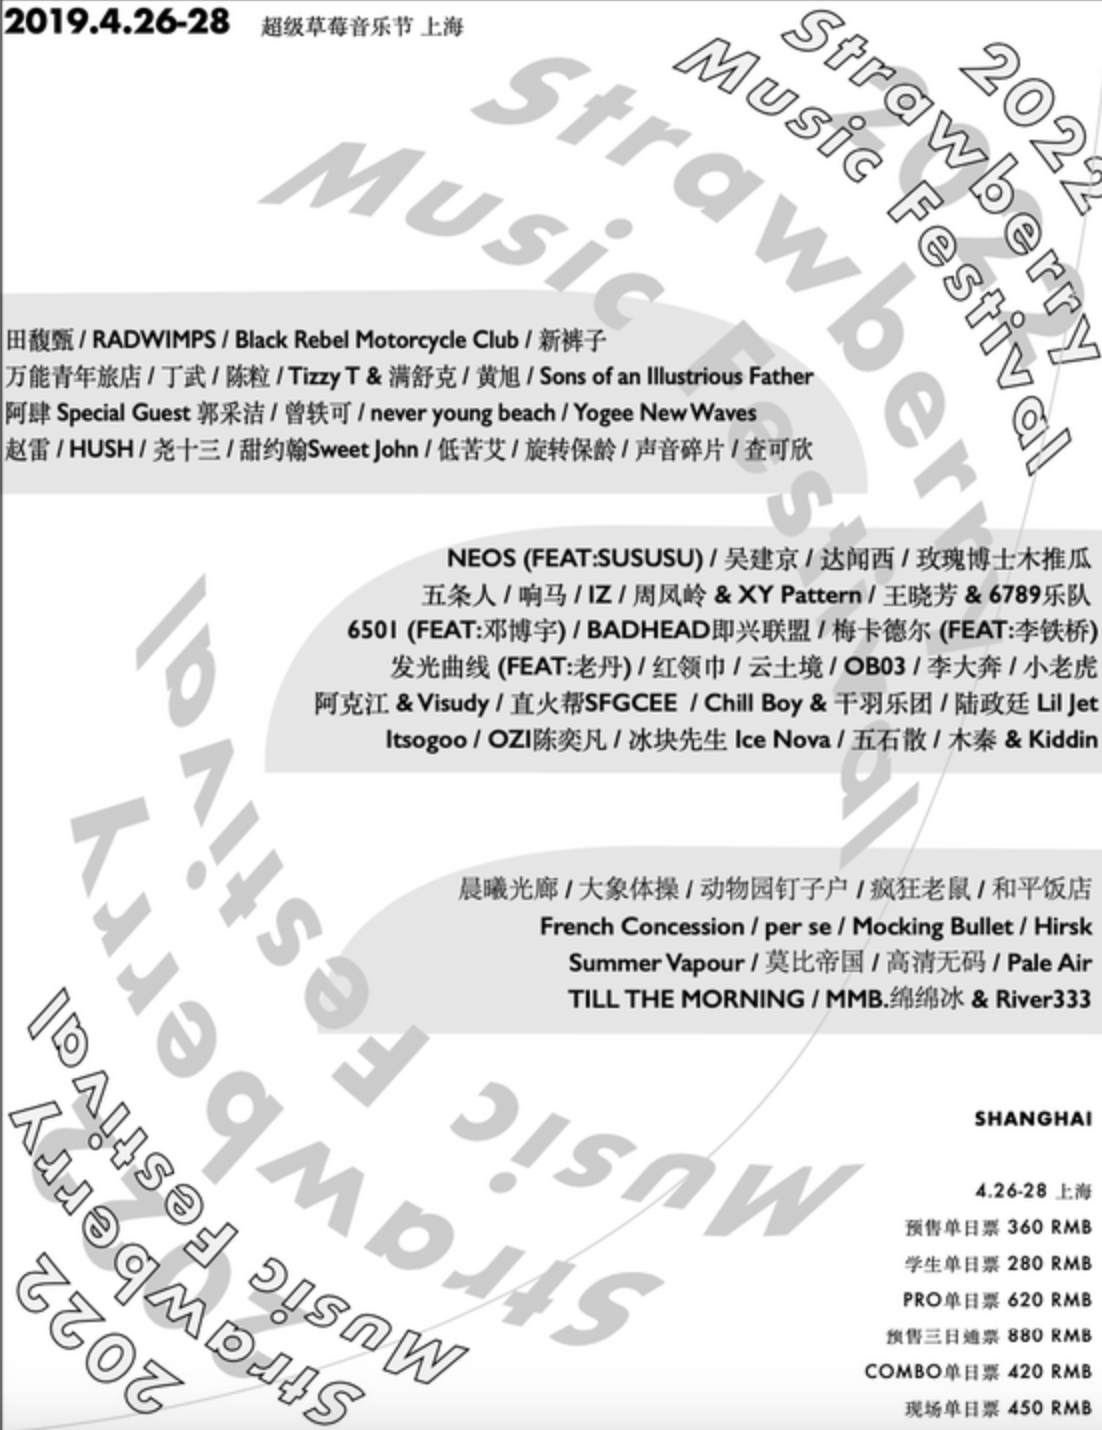 2019.4.26-28 超级草莓音乐节 上海
2022
Strawberry
Music Festival
2022
Strawberry
Music Festival
田馥甄 / RADWIMPS / Black Rebel Motorcycle Club / 新裤子
万能青年旅店 / 丁武 / 陈粒 / Tizzy T & 满舒克 / 黄旭 / Sons of an Illustrious Father
阿肆 Special Guest 郭采洁 / 曾轶可 / never young beach / Yogee New Waves
赵雷 / HUSH / 尧十三 / 甜约翰Sweet John / 低苦艾 / 旋转保龄 / 声音碎片 / 查可欣
NEOS (FEAT:SUSUSU) / 吴建京 / 达闻西 / 玫瑰博士木推瓜
五条人 / 响马 / IZ / 周凤岭 & XY Pattern / 王晓芳 & 6789乐队
6501 (FEAT:邓博宇) / BADHEAD即兴联盟 / 梅卡德尔 (FEAT:李铁桥)
发光曲线 (FEAT:老丹) / 红领巾 / 云土境 / OB03 / 李大奔 / 小老虎
阿克江 & Visudy / 直火帮SFGCEE / Chill Boy & 干羽乐团 / 陆政廷 Lil Jet
Itsogoo / OZI陈奕凡 / 冰块先生 Ice Nova / 五石散 / 木秦 & Kiddin
晨曦光廊 / 大象体操 / 动物园钉子户 / 疯狂老鼠 / 和平饭店
French Concession / per se / Mocking Bullet / Hirsk
Summer Vapour / 莫比帝国 / 高清无码 / Pale Air
TILL THE MORNING / MMB.绵绵冰 & River333
SHANGHAI
4.26-28 上海
预售单日票 360 RMB
学生单日票 280 RMB
PRO单日票 620 RMB
预售三日通票 880 RMB
COMBO单日票 420 RMB
现场单日票 450 RMB
2022
Strawberry
Music Festival
2022
Strawberry
Music Festival